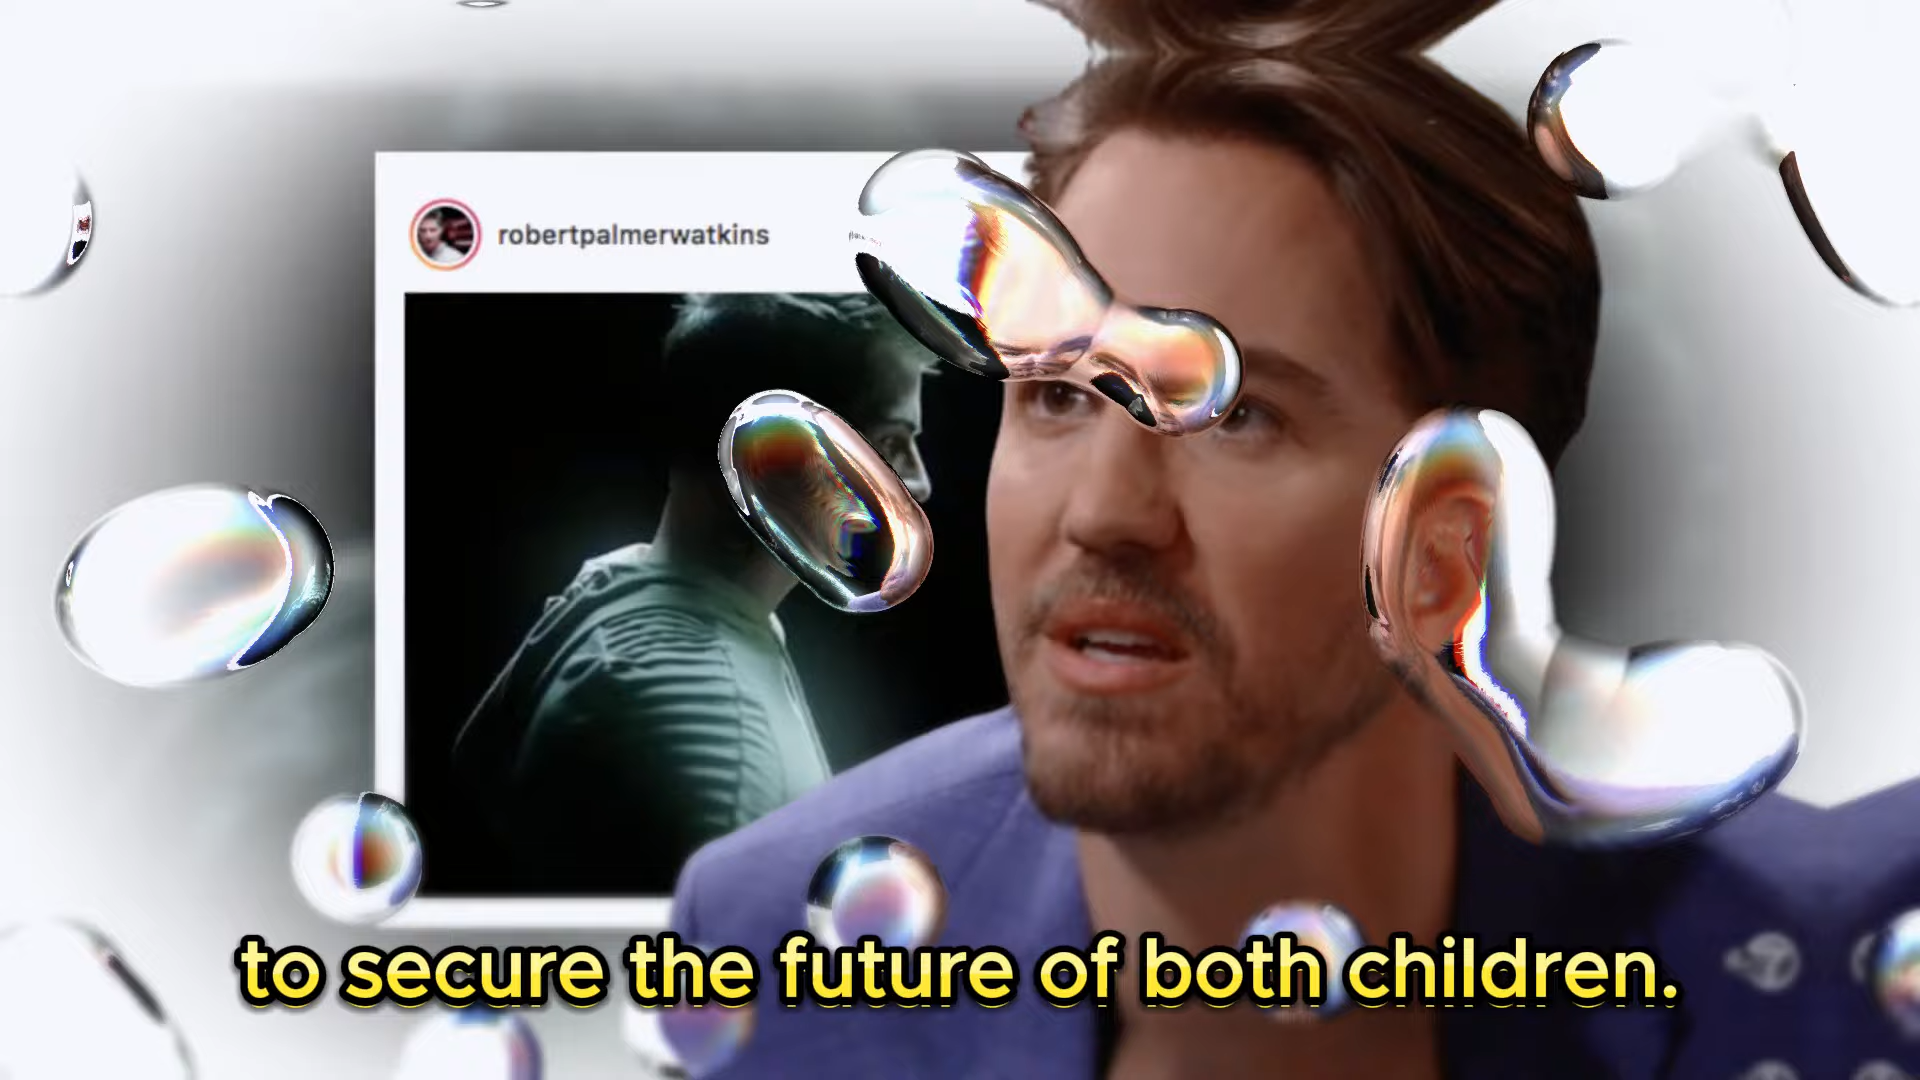 robertpalmerwatkins
to secure the future of both children.